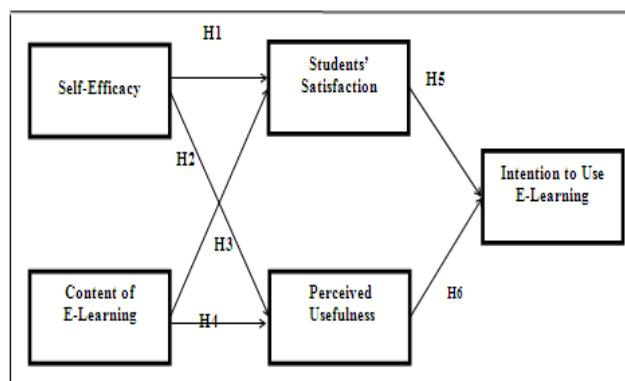 H1
Self-Efficacy
Students’
Satisfaction
H5
H2
Intention to Use
E-Learning
H3
Content of
E-Learning
Perceived
Usefulness
H4
H6